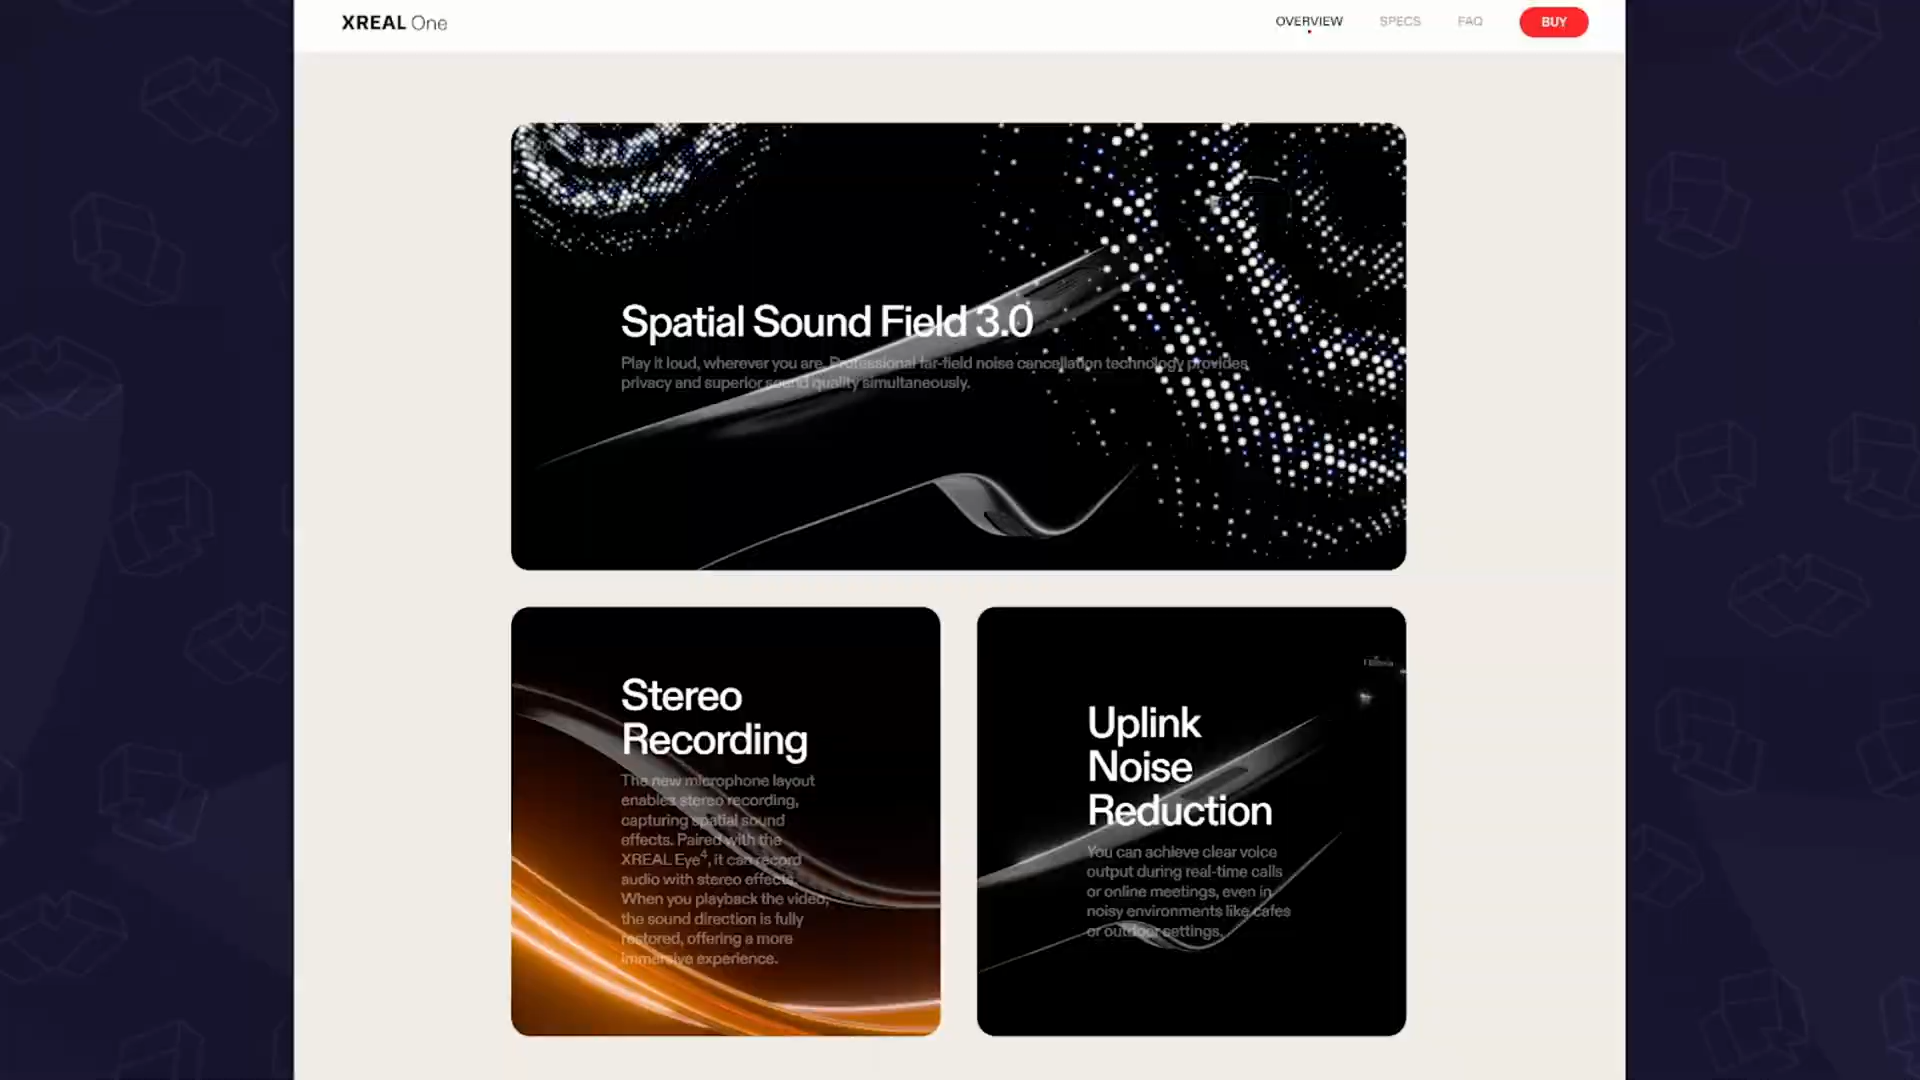 XREAL One
OVERVIEW
SPECS
FAQ
BUY
Spatial Sound Field 3.0
Play it loud, wherever you are. Professional far-field noise cancellation technology provides
privacy and superior sound quality simultaneously.
Stereo
Recording
The new microphone layout
enables stereo recording,
capturing spatial sound
effects. Paired with the
XREAL Eye⁴, it can record
audio with stereo effects.
When you playback the video,
the sound direction is fully
restored, offering a more
immersive experience.
Uplink
Noise
Reduction
You can achieve clear voice
output during real-time calls
or online meetings, even in
noisy environments like cafes
or outdoor settings.